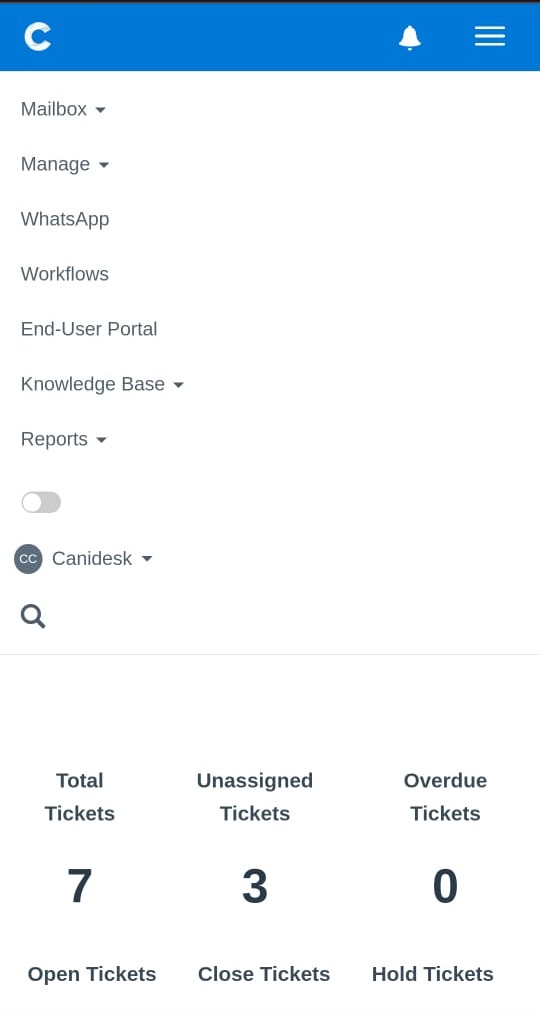 C
Mailbox
Manage
WhatsApp
Workflows
End-User Portal
Knowledge Base
Reports
CC Canidesk
Total Tickets
Unassigned Tickets
Overdue Tickets
7 3 0
Open Tickets Close Tickets Hold Tickets